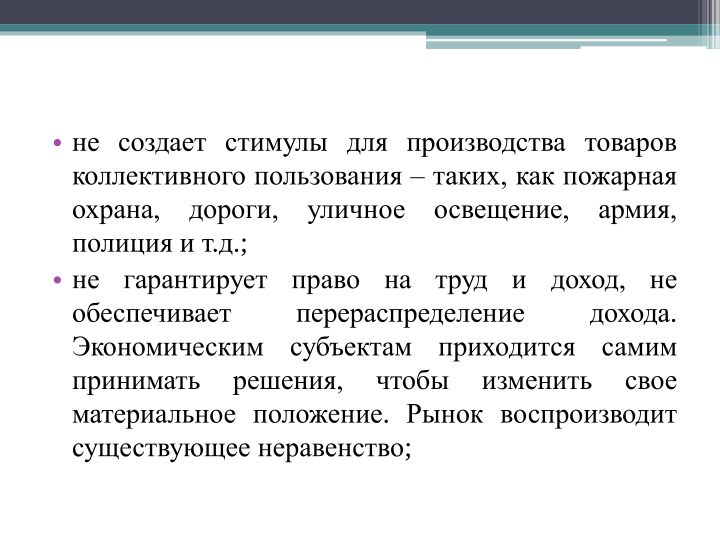 • не создает стимулы для производства товаров
коллективного пользования – таких, как пожарная
охрана, дороги, уличное освещение, армия,
полиция и т.д.;
• не гарантирует право на труд и доход, не
обеспечивает перераспределение дохода.
Экономическим субъектам приходится самим
принимать решения, чтобы изменить свое
материальное положение. Рынок воспроизводит
существующее неравенство;